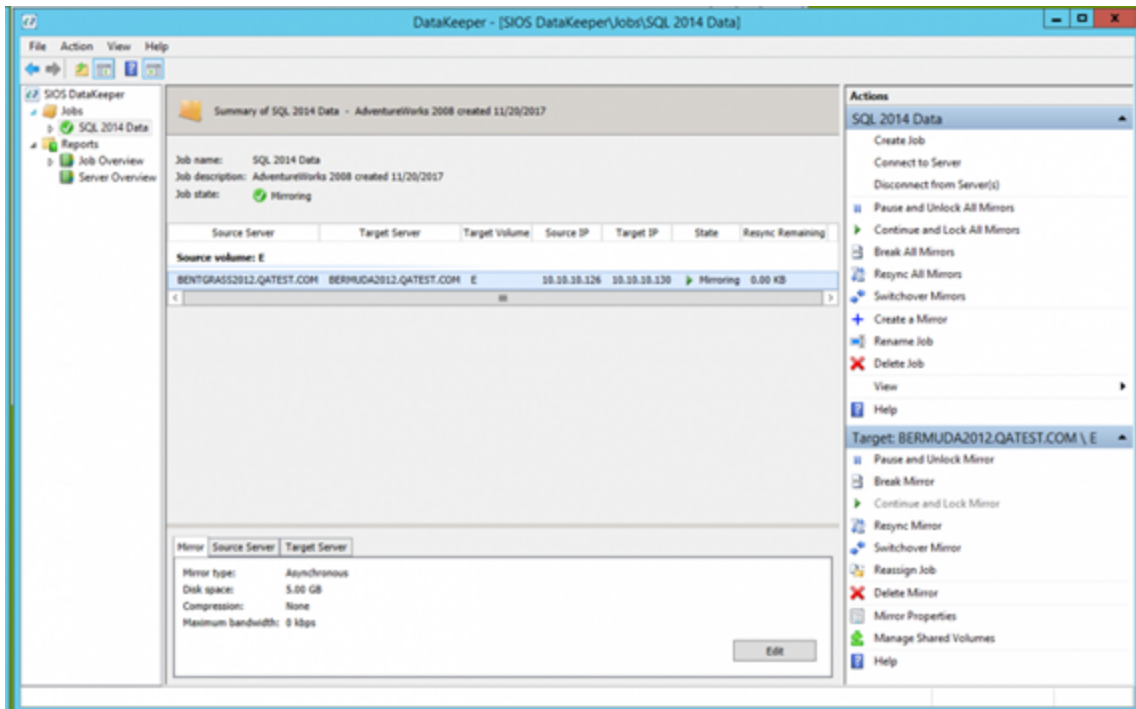 DataKeeper - [SIOS DataKeeper\Jobs\SQL 2014 Data]
File Action View Help
SIOS DataKeeper
Jobs
SQL 2014 Data
Reports
Job Overview
Server Overview
Summary of SQL 2014 Data - AdventureWorks 2008 created 11/20/2017
Job name: SQL 2014 Data
Job description: AdventureWorks 2008 created 11/20/2017
Job state: Mirroring
Source Server Target Server Target Volume Source IP Target IP State Resync Remaining
Source volume: E
BENTGRASS2012.QATEST.COM BERMUDA2012.QATEST.COM E 10.10.10.126 10.10.10.130 Mirroring 0.00 KB
Mirror Source Server Target Server
Mirror type: Asynchronous
Disk space: 5.00 GB
Compression: None
Maximum bandwidth: 0 kbps
Edit
Actions
SQL 2014 Data
Create Job
Connect to Server
Disconnect from Server(s)
Pause and Unlock All Mirrors
Continue and Lock All Mirrors
Break All Mirrors
Resync All Mirrors
Switchover Mirrors
Create a Mirror
Rename Job
Delete Job
View
Help
Target: BERMUDA2012.QATEST.COM \ E
Pause and Unlock Mirror
Break Mirror
Continue and Lock Mirror
Resync Mirror
Switchover Mirror
Reassign Job
Delete Mirror
Mirror Properties
Manage Shared Volumes
Help